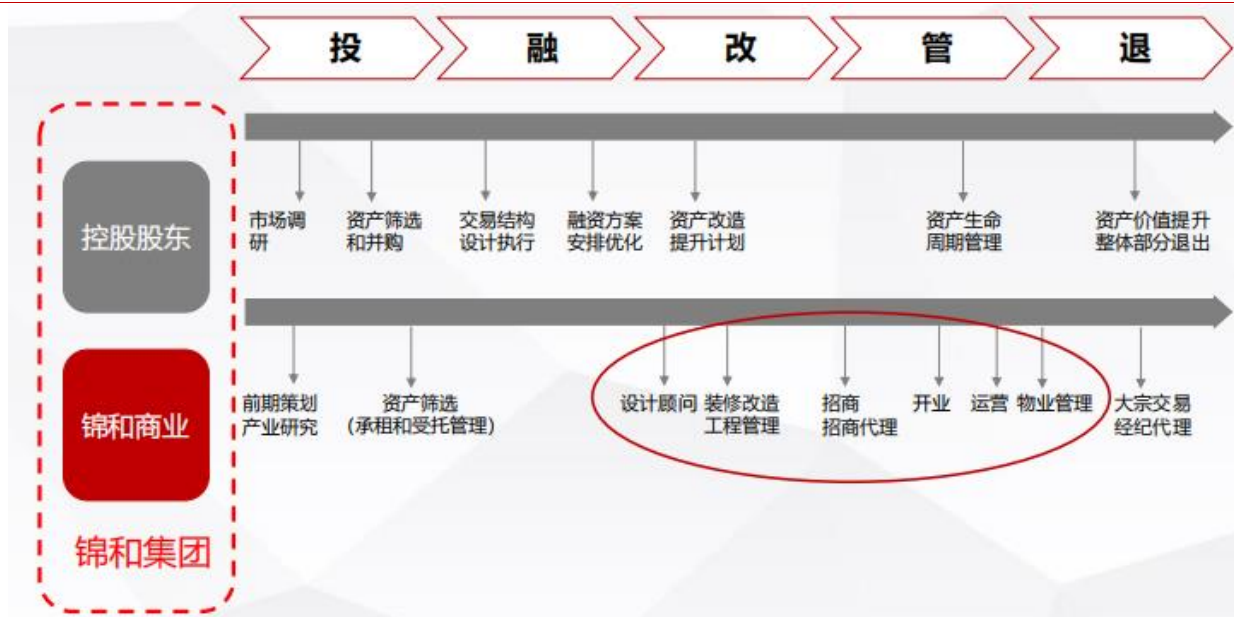 投
融
改
管
退
控股股东
市场调
研
资产筛选
和并购
交易结构
设计执行
融资方案
安排优化
资产改造
提升计划
资产生命
周期管理
资产价值提升
整体部分退出
锦和商业
前期策划
产业研究
资产筛选
(承租和受托管理)
设计顾问
装修改造
工程管理
招商
招商代理
开业
运营
物业管理
大宗交易
经纪代理
锦和集团